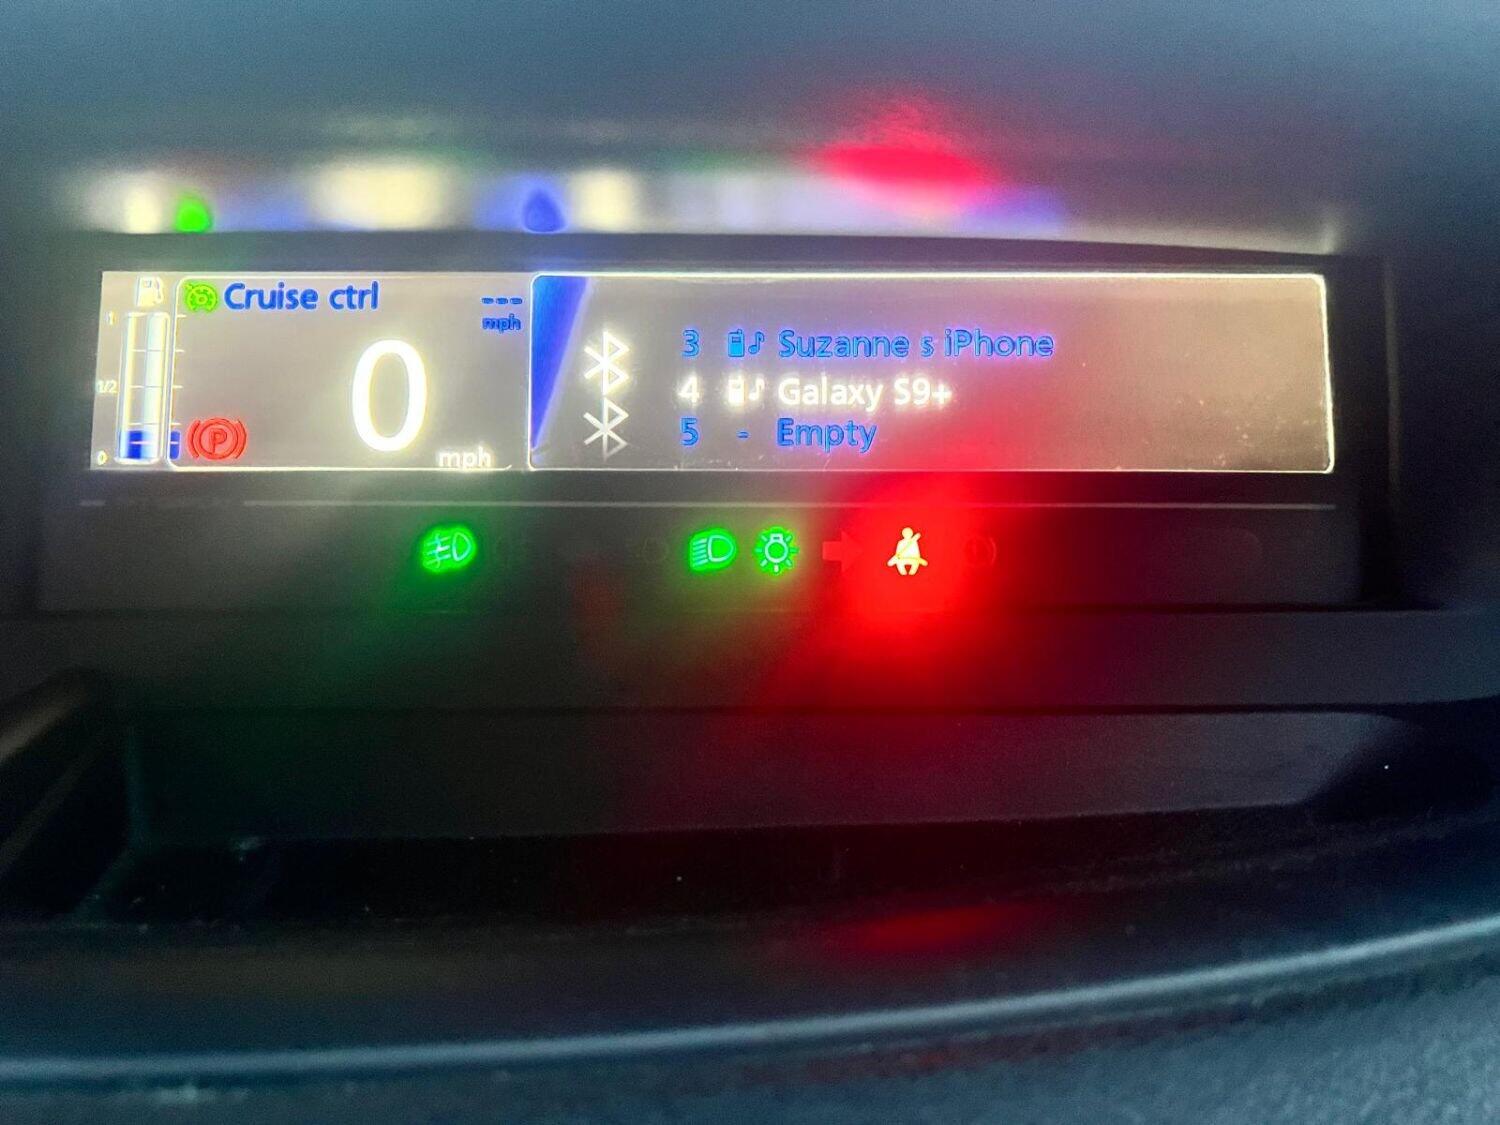 1
1/2
0
Cruise ctrl
--- mph
0 mph
P
3 Suzanne s iPhone
4 Galaxy S9+
5 - Empty